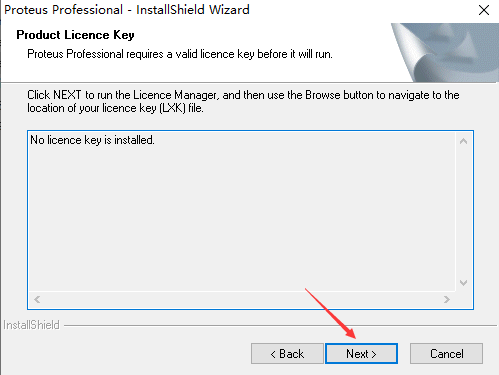 Proteus Professional - InstallShield Wizard
Product Licence Key
Proteus Professional requires a valid licence key before it will run.
Click NEXT to run the Licence Manager, and then use the Browse button to navigate to the
location of your licence key (LXK) file.
No licence key is installed.
InstallShield
< Back
Next >
Cancel